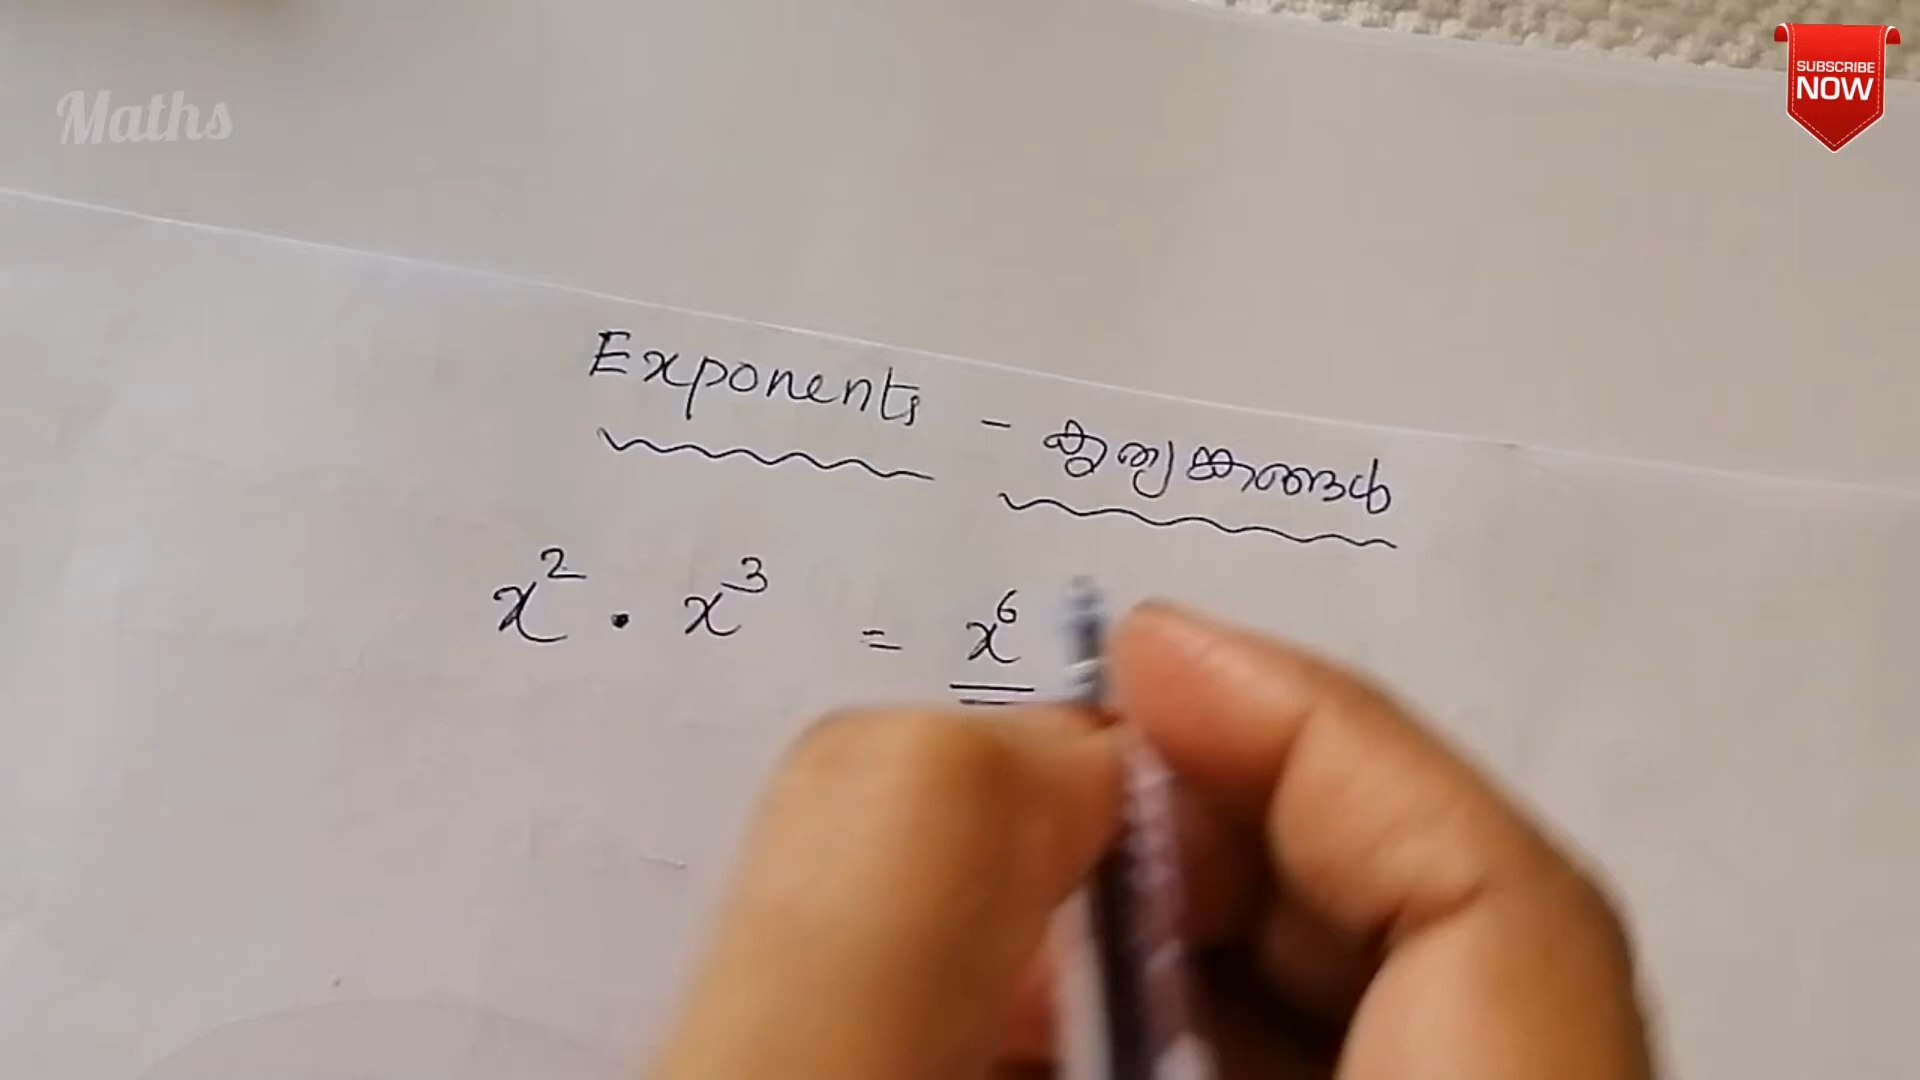 Maths
SUBSCRIBE
NOW
Exponents - കൃത്യങ്കങ്ങൾ
x² · x³ = x⁶